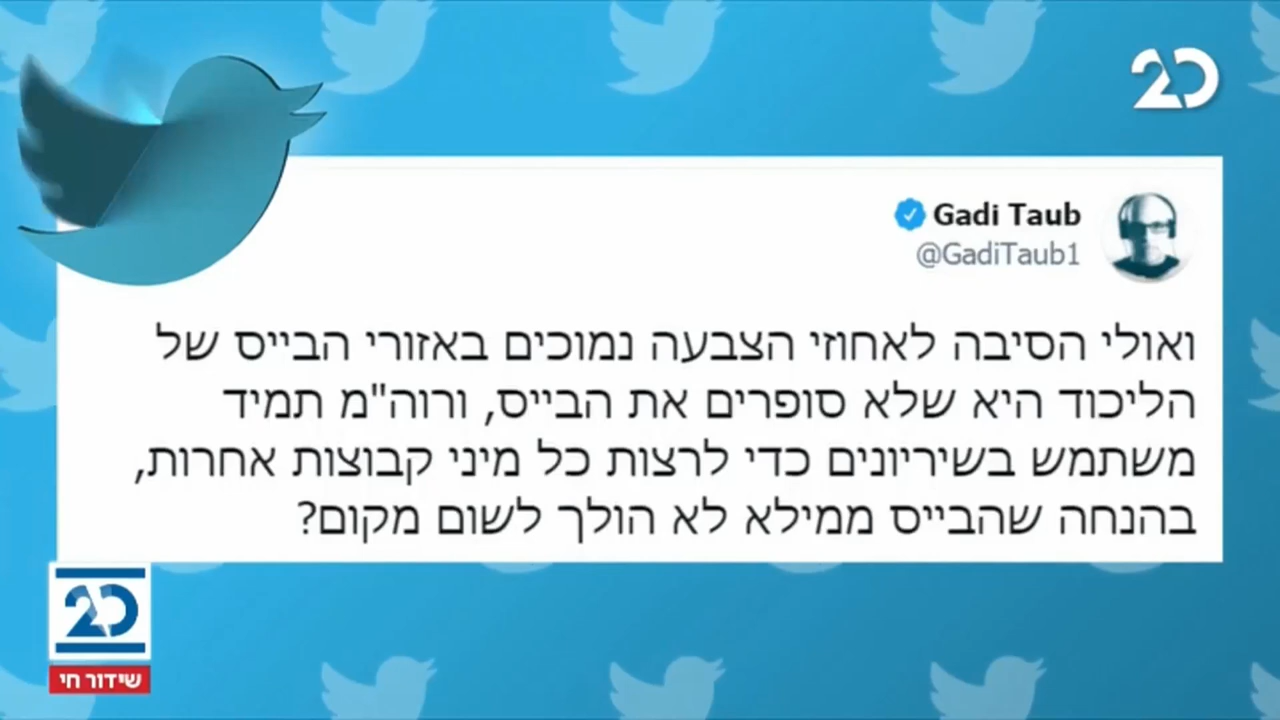 20
Gadi Taub
@GadiTaub1
ואולי הסיבה לאחוזי הצבעה נמוכים באזורי הבייס של
הליכוד היא שלא סופרים את הבייס, ורוה"מ תמיד
משתמש בשיריונים כדי לרצות כל מיני קבוצות אחרות,
בהנחה שהבייס ממילא לא הולך לשום מקום?
20
שידור חי